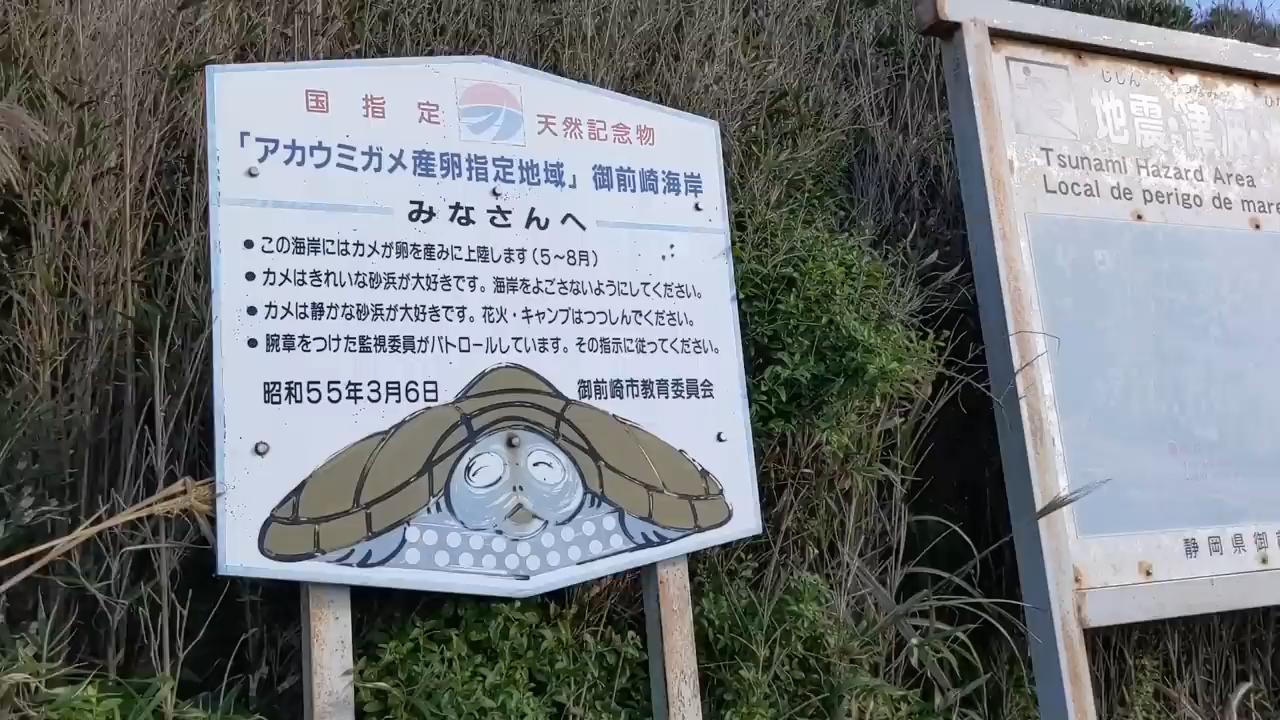 国指定 天然記念物
「アカウミガメ産卵指定地域」御前崎海岸
みなさんへ
● この海岸にはカメが卵を産みに上陸します（5～8月）
● カメはきれいな砂浜が大好きです。海岸をよごさないようにしてください。
● カメは静かな砂浜が大好きです。花火・キャンプはつつしんでください。
● 腕章をつけた監視委員がパトロールしています。その指示に従ってください。
昭和55年3月6日 御前崎市教育委員会
じしん
地震・津
Tsunami Hazard Area
Local de perigo de mare
静岡県御